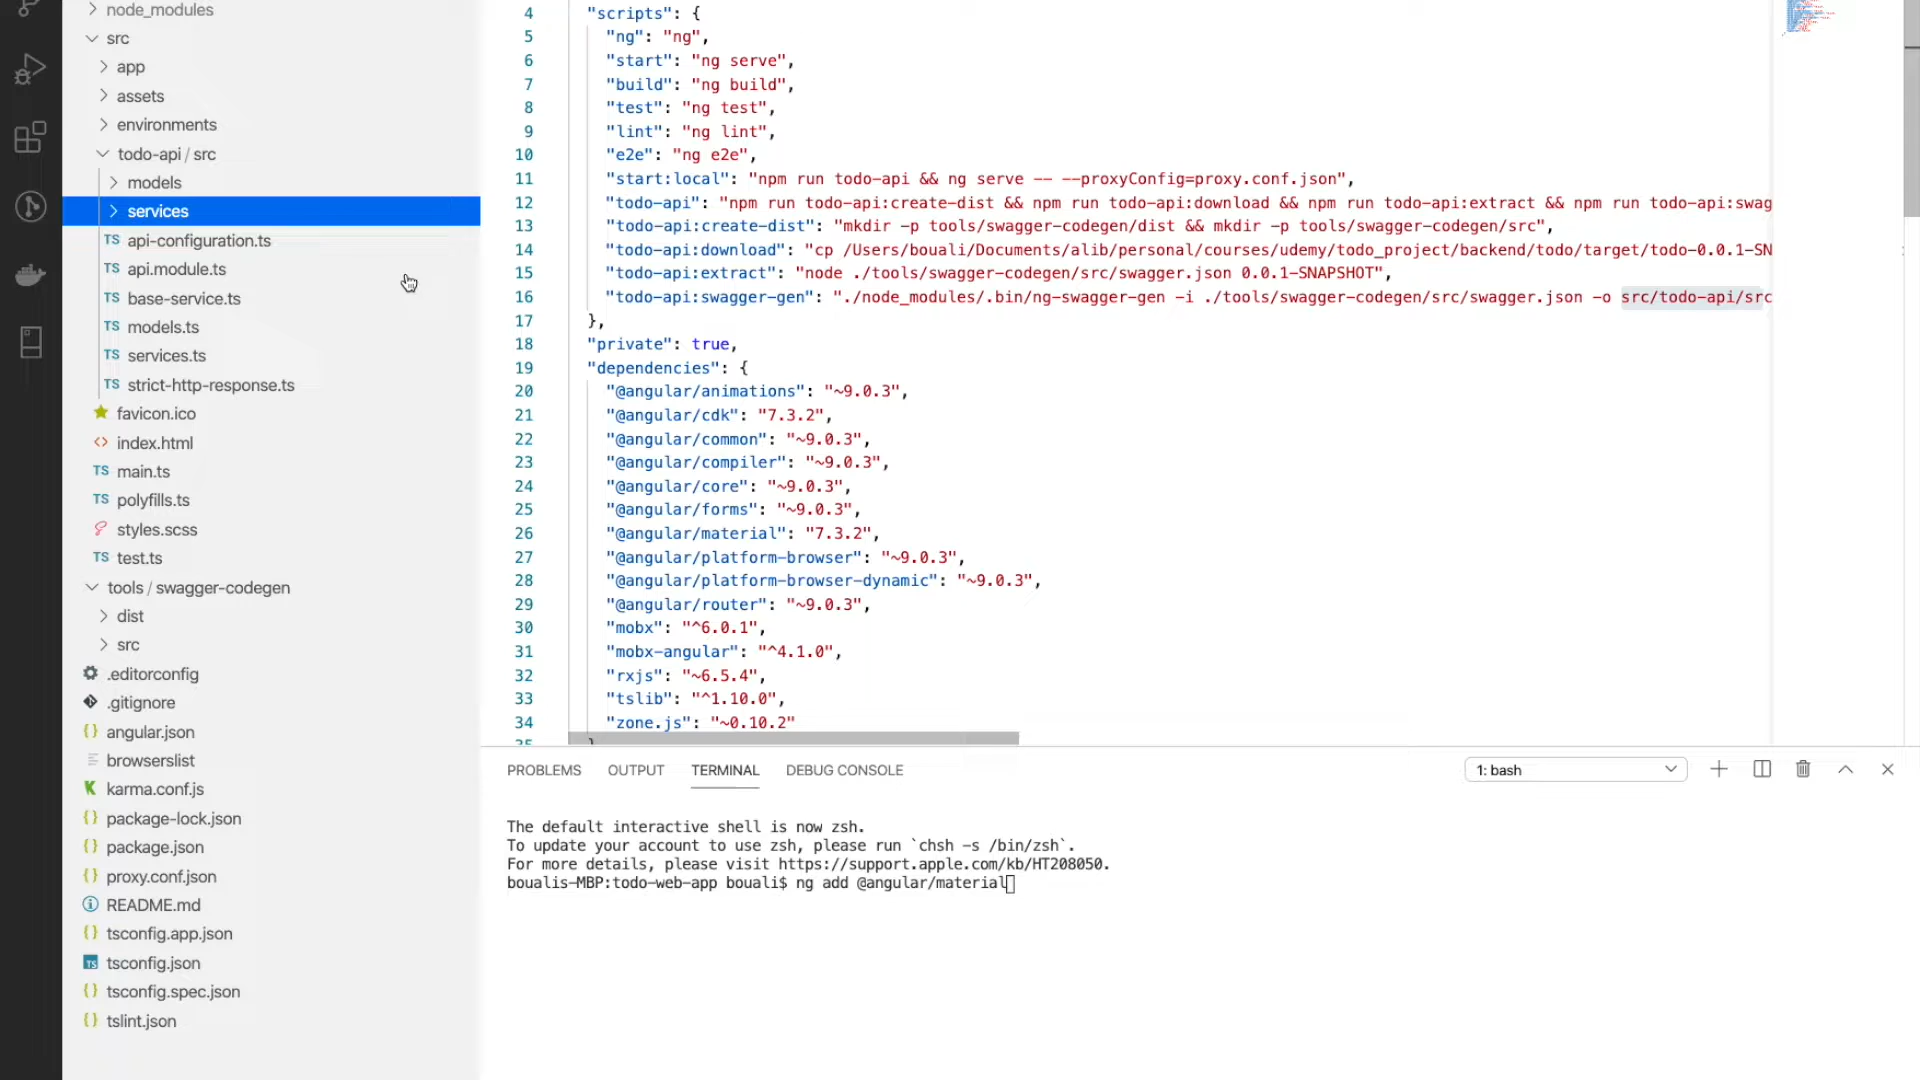 node_modules
src
app
assets
environments
todo-api / src
models
services
TS api-configuration.ts
TS api.module.ts
TS base-service.ts
TS models.ts
TS services.ts
TS strict-http-response.ts
favicon.ico
<> index.html
TS main.ts
TS polyfills.ts
styles.scss
TS test.ts
tools / swagger-codegen
dist
src
.editorconfig
.gitignore
{} angular.json
browserslist
K karma.conf.js
{} package-lock.json
{} package.json
{} proxy.conf.json
README.md
{} tsconfig.app.json
TS tsconfig.json
{} tsconfig.spec.json
{} tslint.json
4 "scripts": {
5 "ng": "ng",
6 "start": "ng serve",
7 "build": "ng build",
8 "test": "ng test",
9 "lint": "ng lint",
10 "e2e": "ng e2e",
11 "start:local": "npm run todo-api && ng serve -- --proxyConfig=proxy.conf.json",
12 "todo-api": "npm run todo-api:create-dist && npm run todo-api:download && npm run todo-api:extract && npm run todo-api:swag
13 "todo-api:create-dist": "mkdir -p tools/swagger-codegen/dist && mkdir -p tools/swagger-codegen/src",
14 "todo-api:download": "cp /Users/bouali/Documents/alib/personal/courses/udemy/todo_project/backend/todo/target/todo-0.0.1-SN
15 "todo-api:extract": "node ./tools/swagger-codegen/src/swagger.json 0.0.1-SNAPSHOT",
16 "todo-api:swagger-gen": "./node_modules/.bin/ng-swagger-gen -i ./tools/swagger-codegen/src/swagger.json -o src/todo-api/src
17 },
18 "private": true,
19 "dependencies": {
20 "@angular/animations": "~9.0.3",
21 "@angular/cdk": "7.3.2",
22 "@angular/common": "~9.0.3",
23 "@angular/compiler": "~9.0.3",
24 "@angular/core": "~9.0.3",
25 "@angular/forms": "~9.0.3",
26 "@angular/material": "7.3.2",
27 "@angular/platform-browser": "~9.0.3",
28 "@angular/platform-browser-dynamic": "~9.0.3",
29 "@angular/router": "~9.0.3",
30 "mobx": "^6.0.1",
31 "mobx-angular": "^4.1.0",
32 "rxjs": "~6.5.4",
33 "tslib": "^1.10.0",
34 "zone.js": "~0.10.2"
PROBLEMS OUTPUT TERMINAL DEBUG CONSOLE 1: bash
The default interactive shell is now zsh.
To update your account to use zsh, please run `chsh -s /bin/zsh`.
For more details, please visit https://support.apple.com/kb/HT208050.
boualis-MBP:todo-web-app bouali$ ng add @angular/material